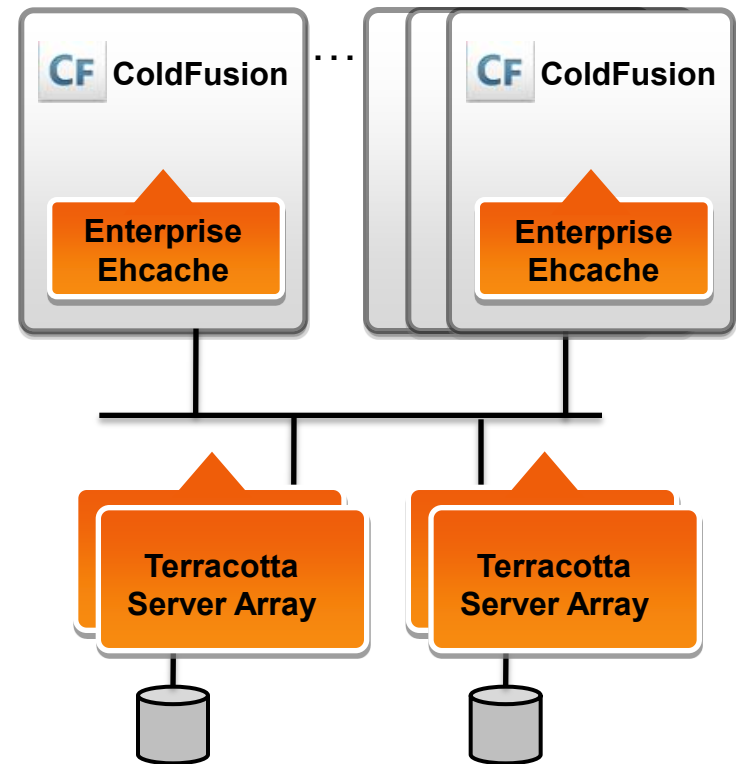 CF ColdFusion
...
CF ColdFusion
Enterprise
Ehcache
Enterprise
Ehcache
Terracotta
Server Array
Terracotta
Server Array